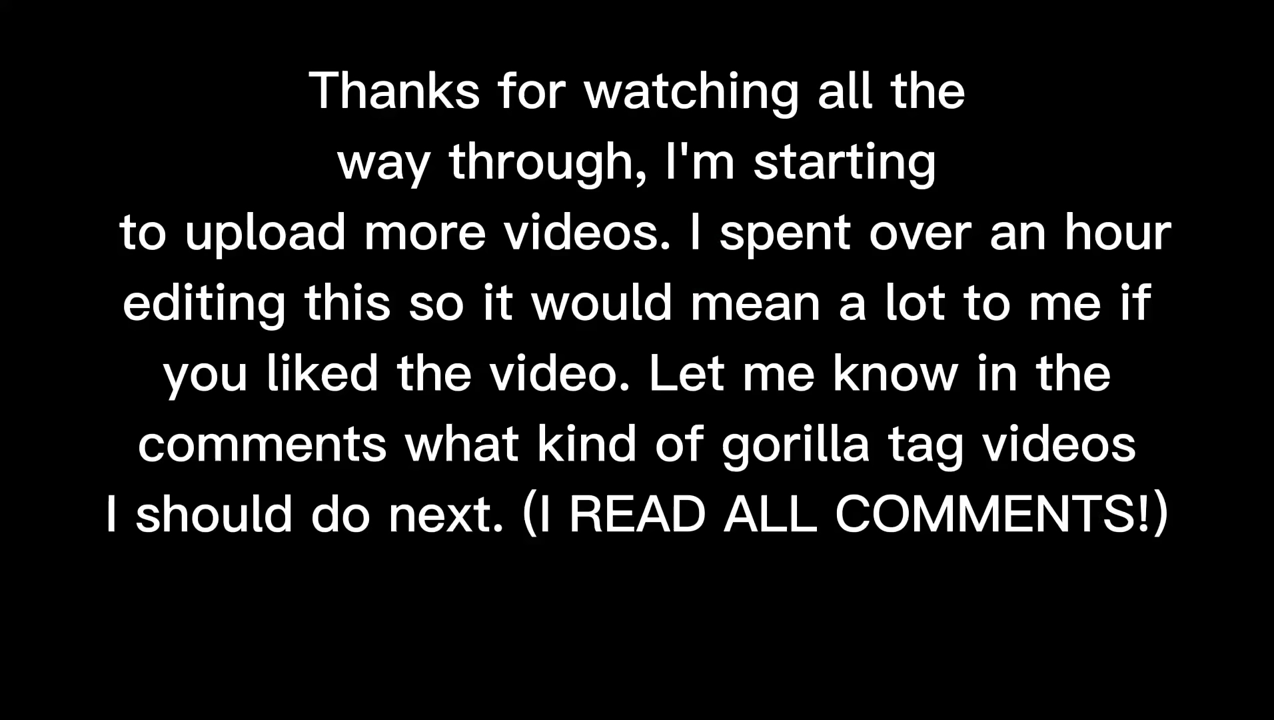 Thanks for watching all the
way through, I'm starting
to upload more videos. I spent over an hour
editing this so it would mean a lot to me if
you liked the video. Let me know in the
comments what kind of gorilla tag videos
I should do next. (I READ ALL COMMENTS!)